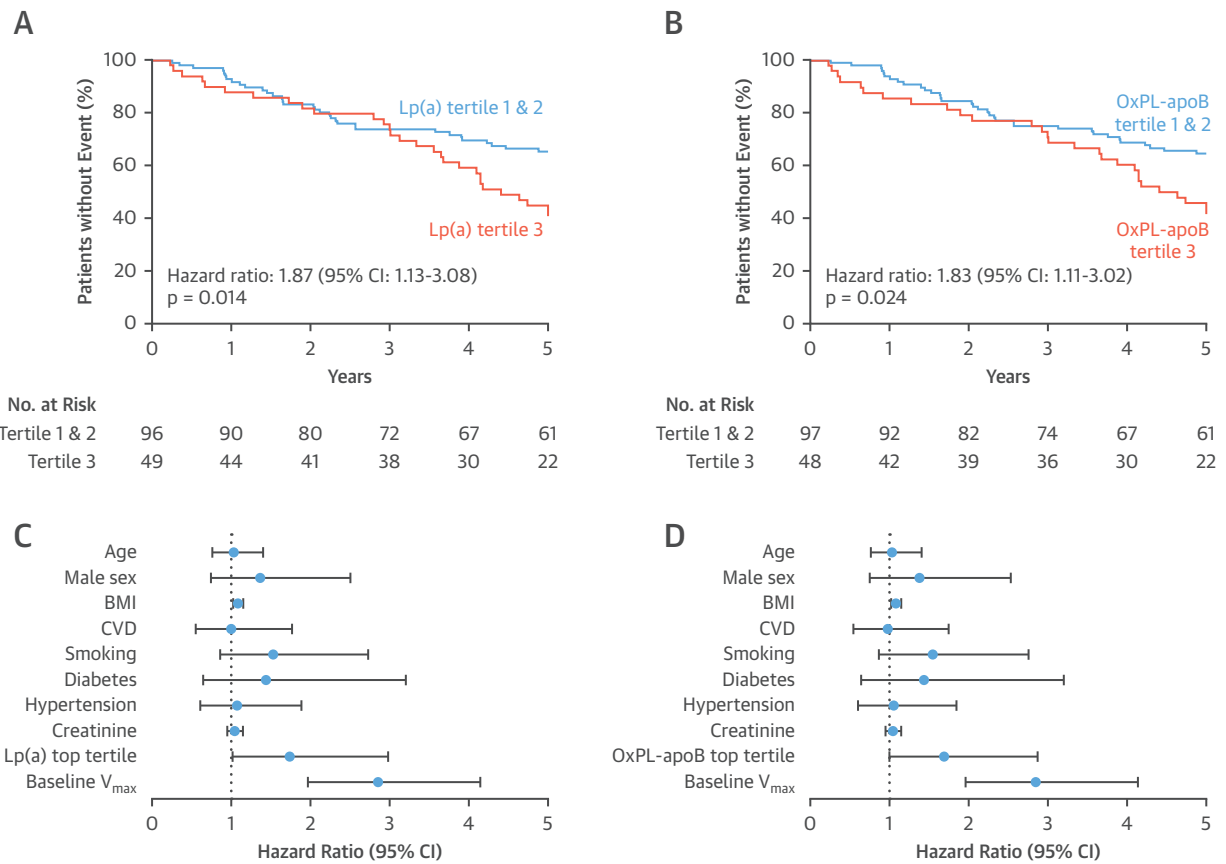 A
100
80
60
40
20
0
Patients without Event (%)
Lp(a) tertile 1 & 2
Lp(a) tertile 3
Hazard ratio: 1.87 (95% CI: 1.13-3.08)
p = 0.014
0 1 2 3 4 5
Years
No. at Risk
Tertile 1 & 2 96 90 80 72 67 61
Tertile 3 49 44 41 38 30 22
B
100
80
60
40
20
0
Patients without Event (%)
OxPL-apoB
tertile 1 & 2
OxPL-apoB
tertile 3
Hazard ratio: 1.83 (95% CI: 1.11-3.02)
p = 0.024
0 1 2 3 4 5
Years
No. at Risk
Tertile 1 & 2 97 92 82 74 67 61
Tertile 3 48 42 39 36 30 22
C
Age
Male sex
BMI
CVD
Smoking
Diabetes
Hypertension
Creatinine
Lp(a) top tertile
Baseline Vmax
0 1 2 3 4 5
Hazard Ratio (95% CI)
D
Age
Male sex
BMI
CVD
Smoking
Diabetes
Hypertension
Creatinine
OxPL-apoB top tertile
Baseline Vmax
0 1 2 3 4 5
Hazard Ratio (95% CI)